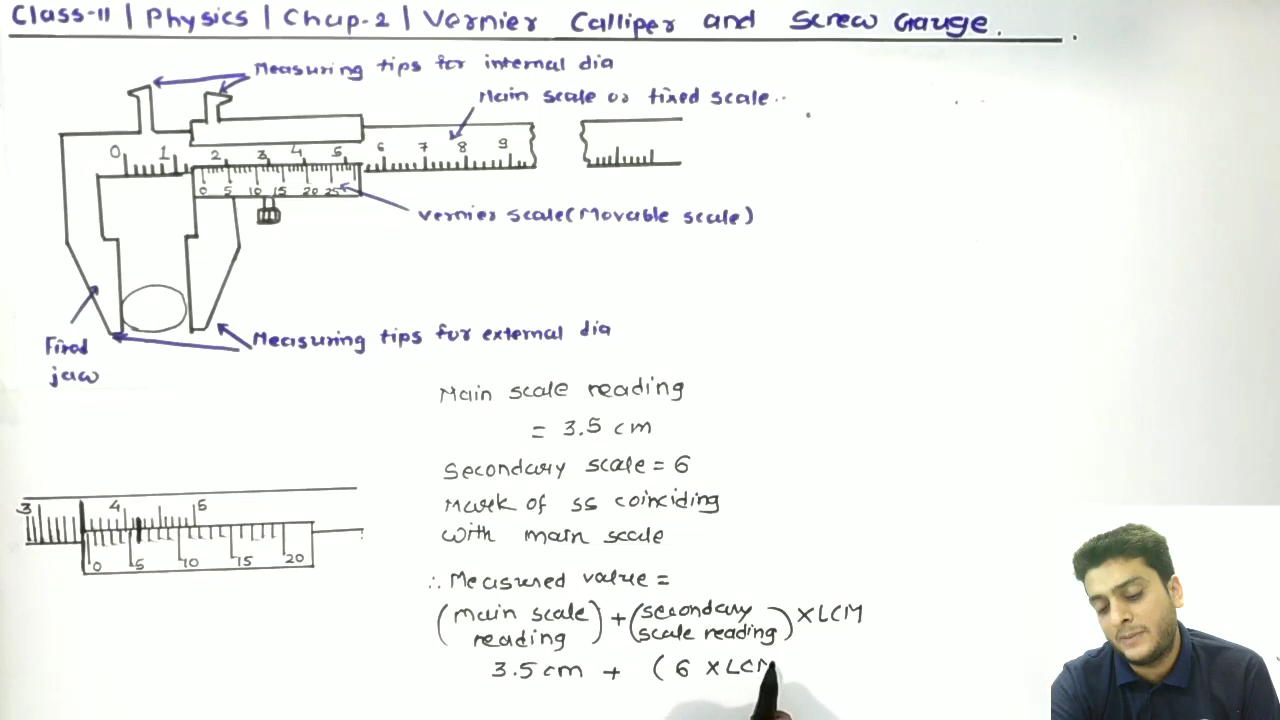 Class-11 | Physics | Chap-2 | Vernier Calliper and Screw Gauge.
Measuring tips for internal dia
Main scale or fixed scale
0 1 2 3 4 5 6 7 8 9
0 5 10 15 20 25
Vernier scale (Movable scale)
Measuring tips for external dia
Fixed
jaw
Main scale reading
= 3.5 cm
Secondary scale = 6
Mark of SS coinciding
with main scale
3 4 5
0 5 10 15 20
∴ Measured value =
(main scale reading) + (secondary scale reading) × LCM
3.5 cm + ( 6 × LCM